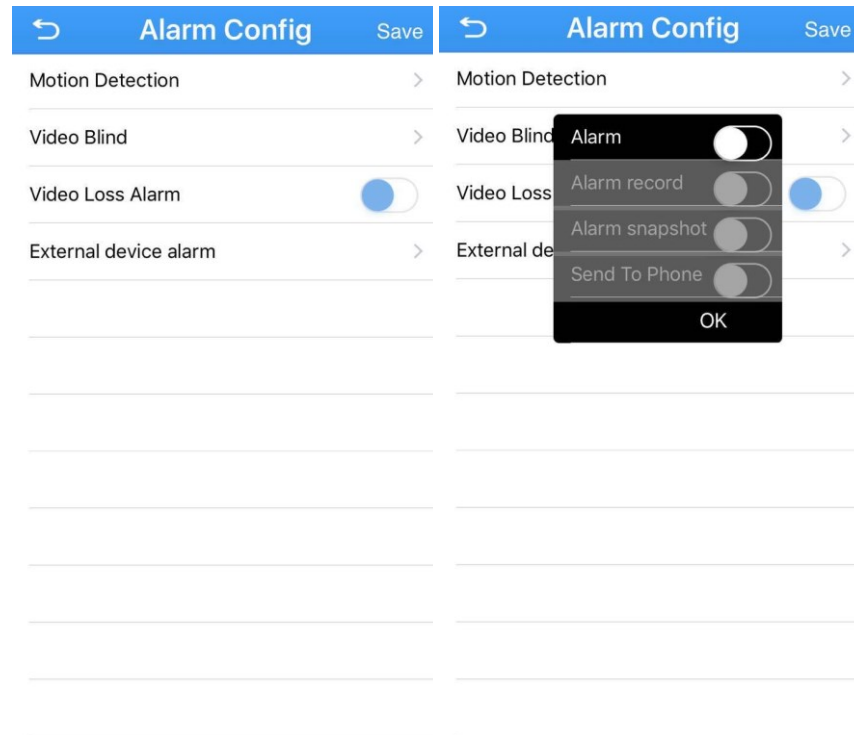 Alarm Config Save
Motion Detection
Video Blind
Video Loss Alarm
External device alarm
Alarm Config Save
Motion Detection
Video Blind
Alarm
Video Loss
Alarm record
Alarm snapshot
External de
Send To Phone
OK